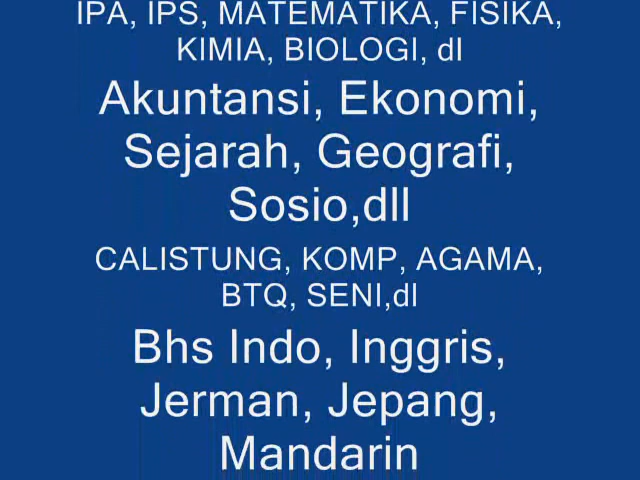 IPA, IPS, MATEMATIKA, FISIKA,
KIMIA, BIOLOGI, dl
Akuntansi, Ekonomi,
Sejarah, Geografi,
Sosio,dll
CALISTUNG, KOMP, AGAMA,
BTQ, SENI,dl
Bhs Indo, Inggris,
Jerman, Jepang,
Mandarin